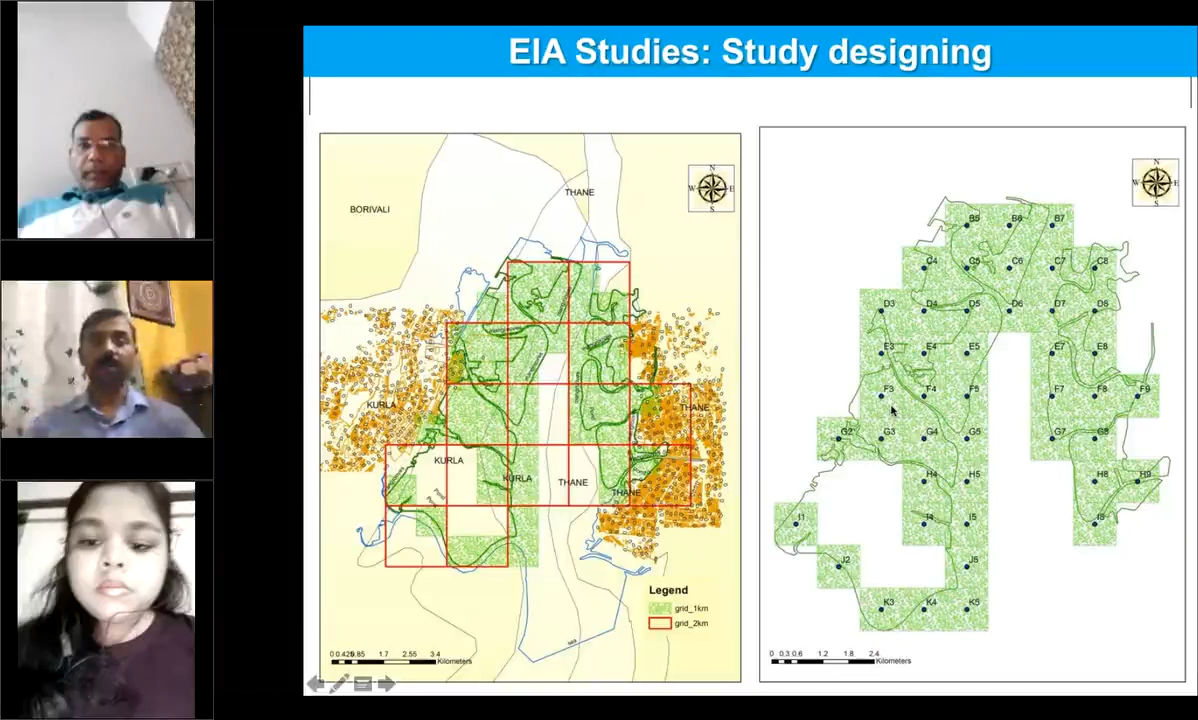 EIA Studies: Study designing
N
W E
S
BORIVALI
THANE
KURLA
THANE
KURLA
KURLA
THANE
THANE
Legend
grid_1km
grid_2km
0 0.425 0.85 1.7 2.55 3.4
Kilometers
N
W E
S
B5 B6 B7
C4 C5 C6 C7 C8
D3 D4 D5 D6 D7 D8
E3 E4 E5 E7 E8
F3 F4 F5 F7 F8 F9
G2 G3 G4 G5 G7 G8
H4 H5 H8 H9
I1 I4 I5 I8
J2 J5
K3 K4 K5
0 0.3 0.6 1.2 1.8 2.4
Kilometers